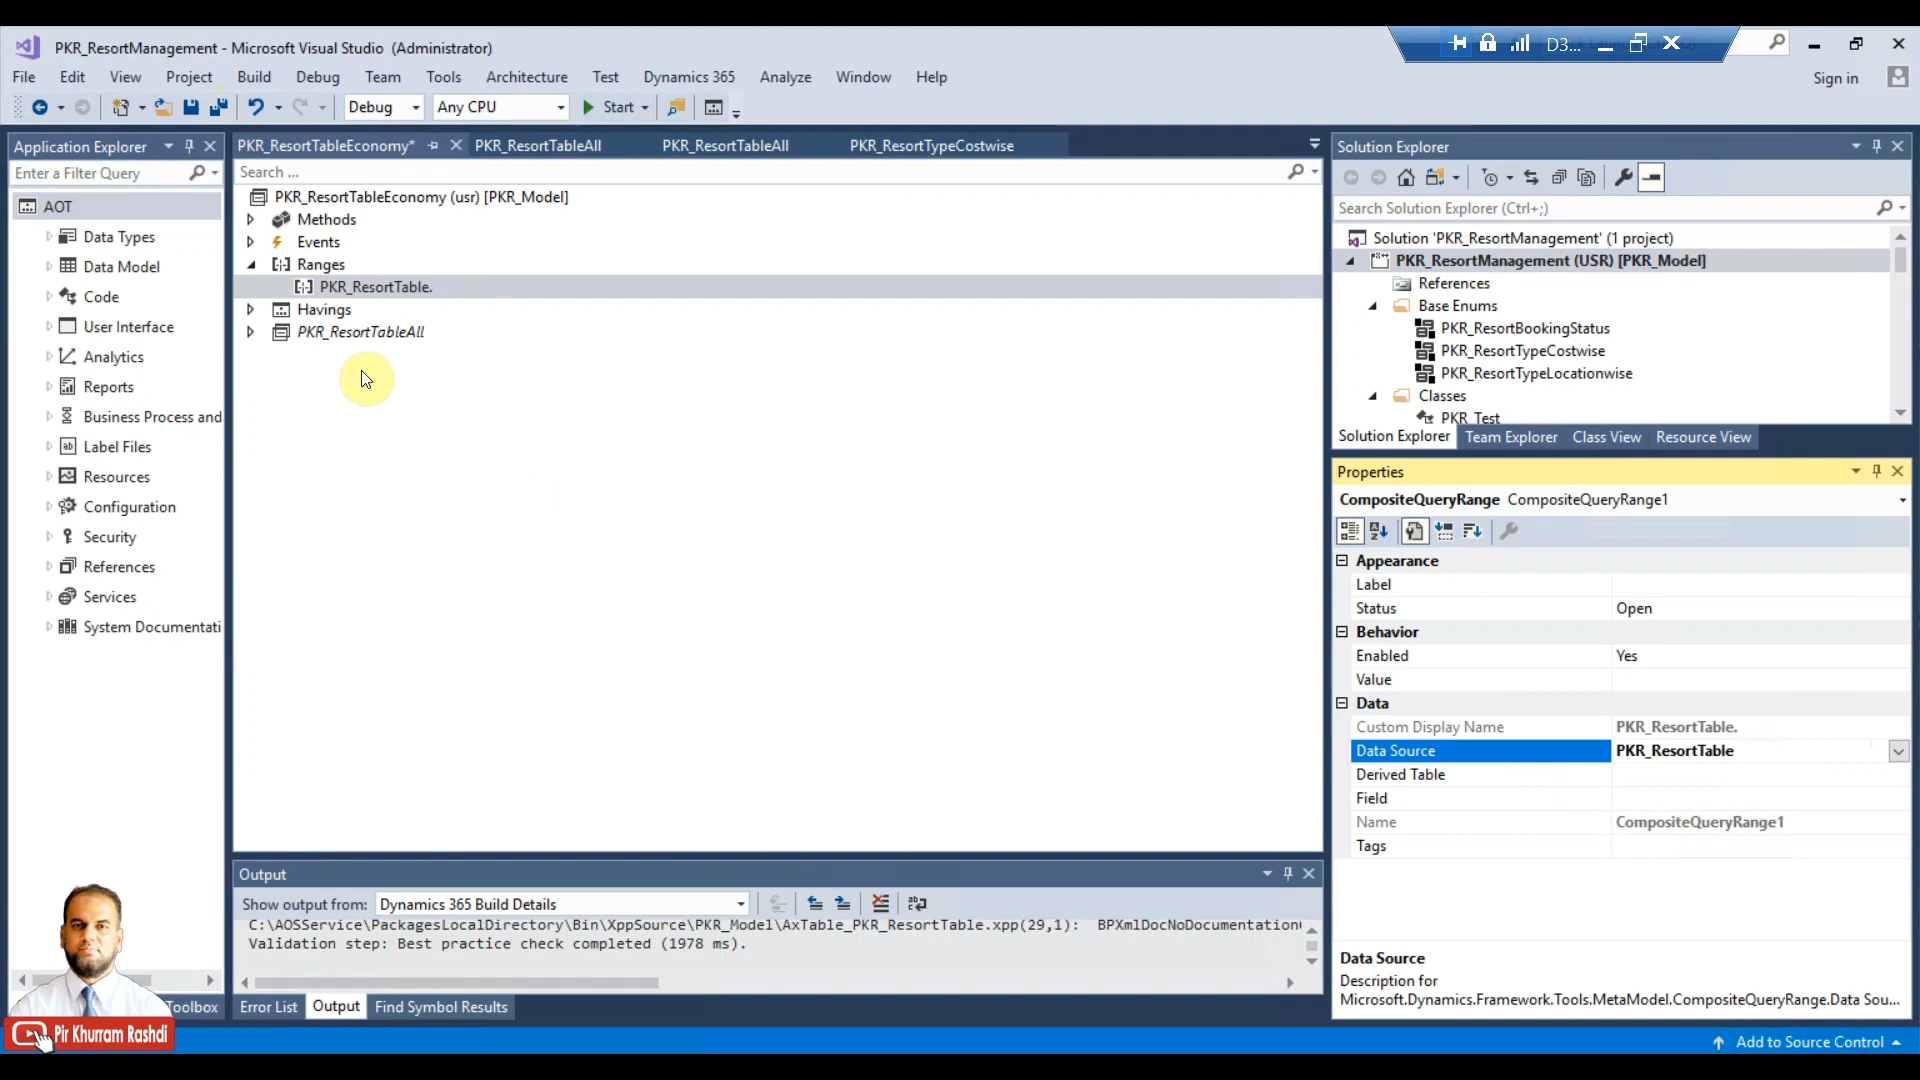 PKR_ResortManagement - Microsoft Visual Studio (Administrator)
D3...
File Edit View Project Build Debug Team Tools Architecture Test Dynamics 365 Analyze Window Help
Sign in
Debug Any CPU Start
Application Explorer
Enter a Filter Query
AOT
Data Types
Data Model
Code
User Interface
Analytics
Reports
Business Process and
Label Files
Resources
Configuration
Security
References
Services
System Documentati
Toolbox
PKR_ResortTableEconomy* PKR_ResortTableAll PKR_ResortTableAll PKR_ResortTypeCostwise
Search ...
PKR_ResortTableEconomy (usr) [PKR_Model]
Methods
Events
Ranges
PKR_ResortTable.
Havings
PKR_ResortTableAll
Output
Show output from: Dynamics 365 Build Details
C:\AOSService\PackagesLocalDirectory\Bin\XppSource\PKR_Model\AxTable_PKR_ResortTable.xpp(29,1): BPXmlDocNoDocumentation
Validation step: Best practice check completed (1978 ms).
Error List Output Find Symbol Results
Solution Explorer
Search Solution Explorer (Ctrl+;)
Solution 'PKR_ResortManagement' (1 project)
PKR_ResortManagement (USR) [PKR_Model]
References
Base Enums
PKR_ResortBookingStatus
PKR_ResortTypeCostwise
PKR_ResortTypeLocationwise
Classes
PKR_Test
Solution Explorer Team Explorer Class View Resource View
Properties
CompositeQueryRange CompositeQueryRange1
Appearance
Label
Status Open
Behavior
Enabled Yes
Value
Data
Custom Display Name PKR_ResortTable.
Data Source PKR_ResortTable
Derived Table
Field
Name CompositeQueryRange1
Tags
Data Source
Description for
Microsoft.Dynamics.Framework.Tools.MetaModel.CompositeQueryRange.Data Sou...
Pir Khurram Rashdi
Add to Source Control